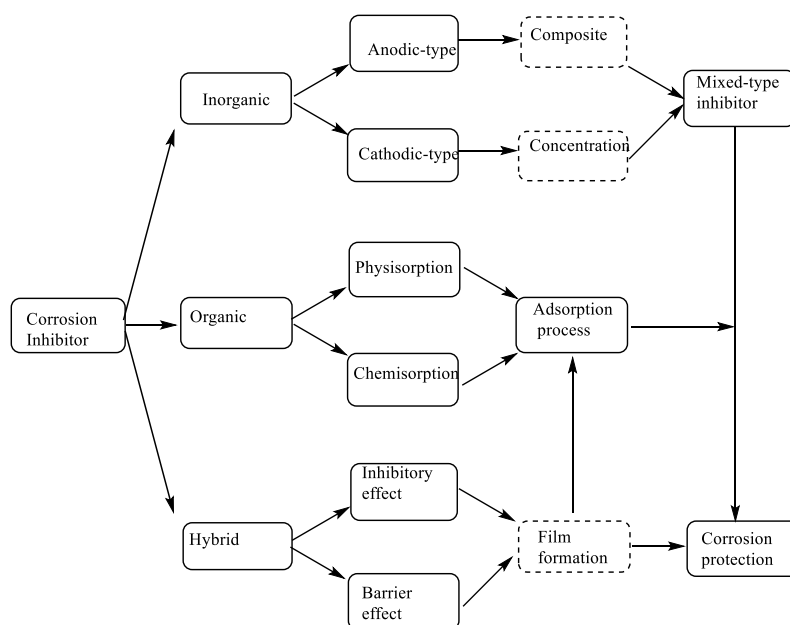 Anodic-type
Composite
Inorganic
Mixed-type
inhibitor
Cathodic-type
Concentration
Physisorption
Corrosion
Inhibitor
Organic
Adsorption
process
Chemisorption
Inhibitory
effect
Hybrid
Film
formation
Corrosion
protection
Barrier
effect